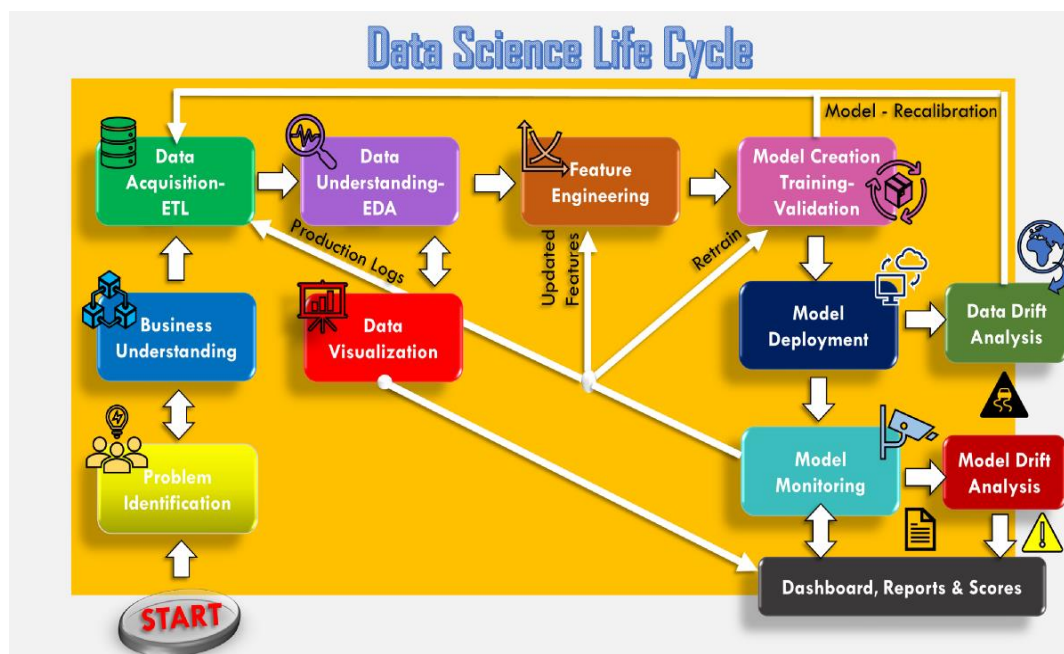 Data Science Life Cycle
Model - Recalibration
Data
Acquisition-
ETL
Data
Understanding-
EDA
Feature
Engineering
Model Creation
Training-
Validation
Production Logs
Updated
Features
Retrain
Business
Understanding
Data
Visualization
Model
Deployment
Data Drift
Analysis
Problem
Identification
Model
Monitoring
Model Drift
Analysis
Dashboard, Reports & Scores
START